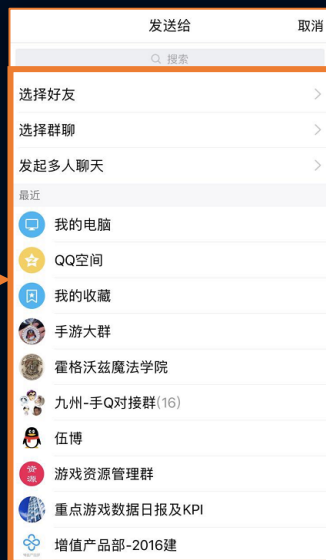 发送给 取消
搜索
选择好友
选择群聊
发起多人聊天
最近
我的电脑
QQ空间
我的收藏
手游大群
霍格沃兹魔法学院
九州-手Q对接群(16)
伍博
游戏资源管理群
重点游戏数据日报及KPI
增值产品部-2016建